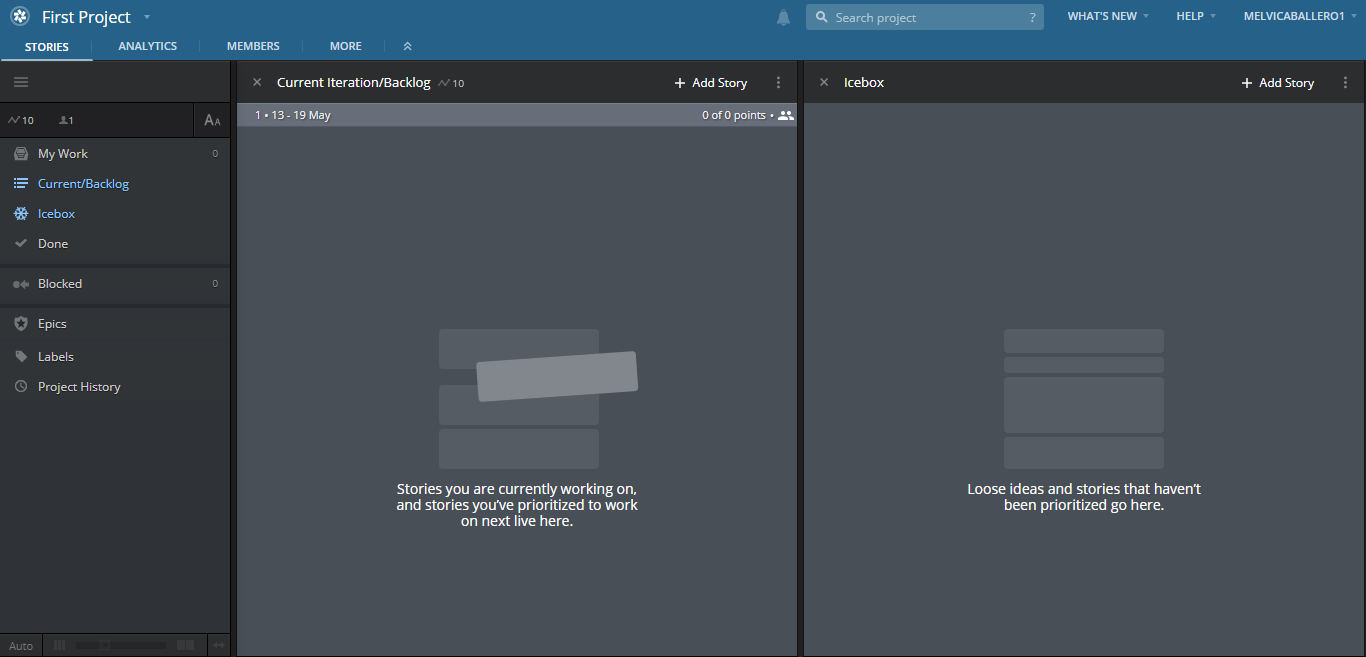 First Project
Search project ?
WHAT'S NEW
HELP
MELVICABALLERO1
STORIES
ANALYTICS
MEMBERS
MORE
10
1
AA
My Work 0
Current/Backlog
Icebox
Done
Blocked 0
Epics
Labels
Project History
Auto
Current Iteration/Backlog 10
+ Add Story
1 • 13 - 19 May
0 of 0 points •
Stories you are currently working on,
and stories you've prioritized to work
on next live here.
Icebox
+ Add Story
Loose ideas and stories that haven't
been prioritized go here.